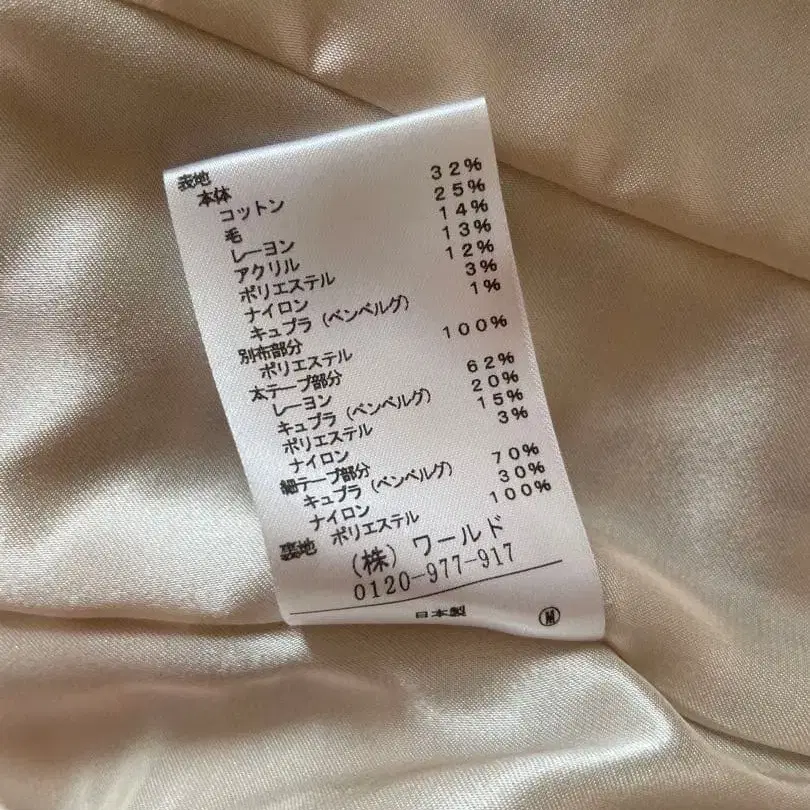 表地
本体
コットン 32%
毛 25%
レーヨン 14%
アクリル 13%
ポリエステル 12%
ナイロン 3%
キュプラ (ベンベルグ) 1%
別布部分
ポリエステル 100%
太テープ部分
レーヨン 62%
キュプラ (ベンベルグ) 20%
ポリエステル 15%
ナイロン 3%
細テープ部分
キュプラ (ベンベルグ) 70%
ナイロン 30%
裏地 ポリエステル 100%
(株) ワールド
0120-977-917
日本製 Ⓜ